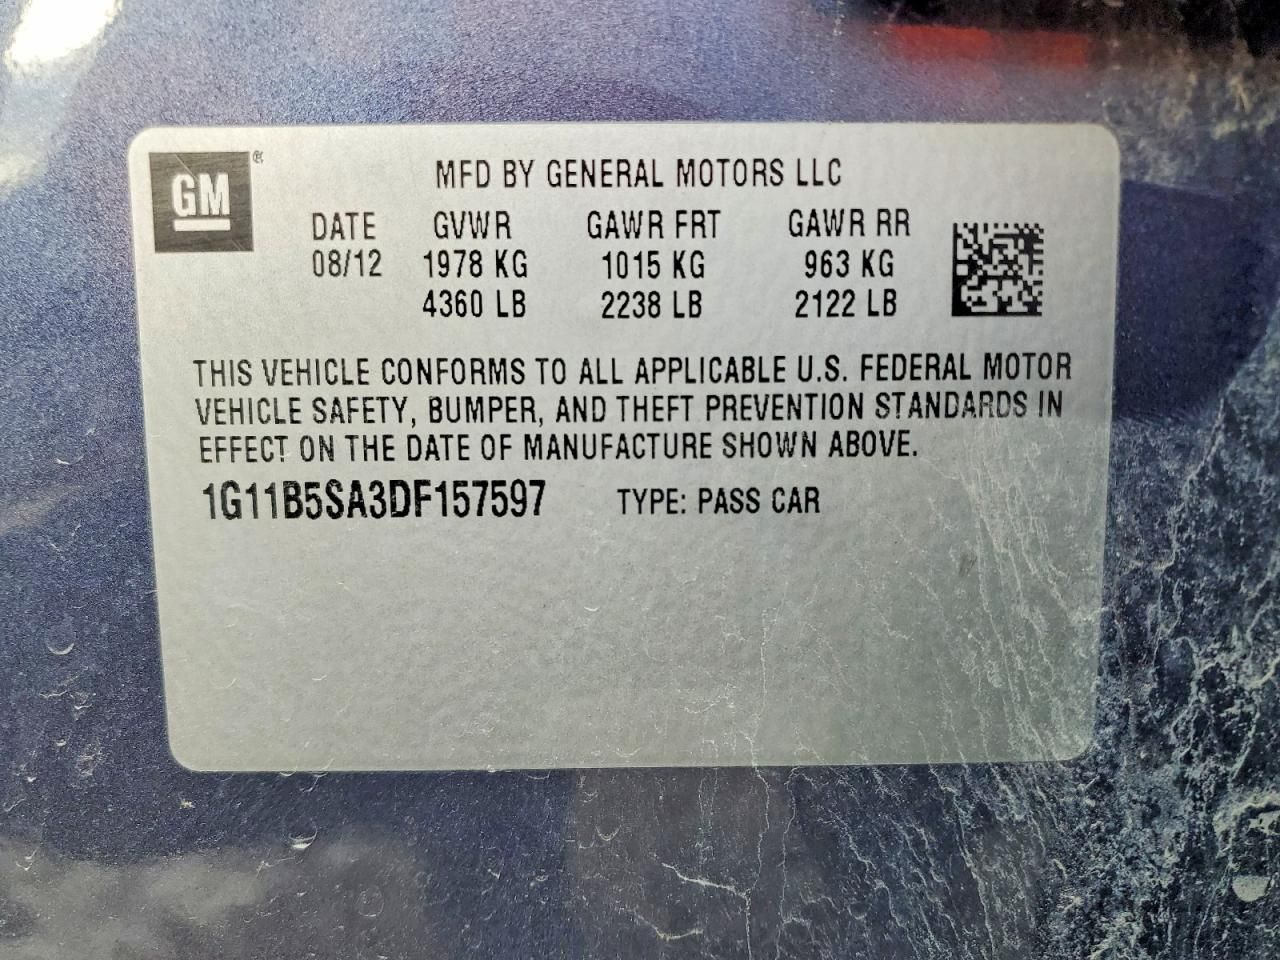 GM ®
MFD BY GENERAL MOTORS LLC
DATE GVWR GAWR FRT GAWR RR
08/12 1978 KG 1015 KG 963 KG
4360 LB 2238 LB 2122 LB
THIS VEHICLE CONFORMS TO ALL APPLICABLE U.S. FEDERAL MOTOR
VEHICLE SAFETY, BUMPER, AND THEFT PREVENTION STANDARDS IN
EFFECT ON THE DATE OF MANUFACTURE SHOWN ABOVE.
1G11B5SA3DF157597 TYPE: PASS CAR